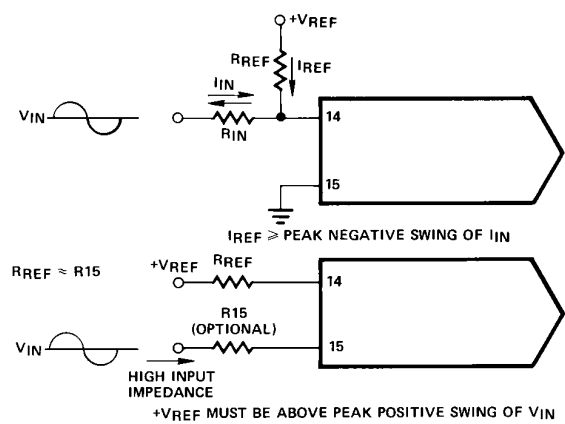 +VREF
RREF
IREF
IIN
VIN
RIN
14
15
IREF ⩾ PEAK NEGATIVE SWING OF IIN
RREF ≈ R15
+VREF
RREF
14
R15
(OPTIONAL)
VIN
15
HIGH INPUT
IMPEDANCE
+VREF MUST BE ABOVE PEAK POSITIVE SWING OF VIN